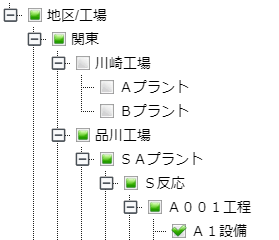 地区/工場
関東
川崎工場
Ａプラント
Ｂプラント
品川工場
ＳＡプラント
Ｓ反応
Ａ００１工程
Ａ１設備